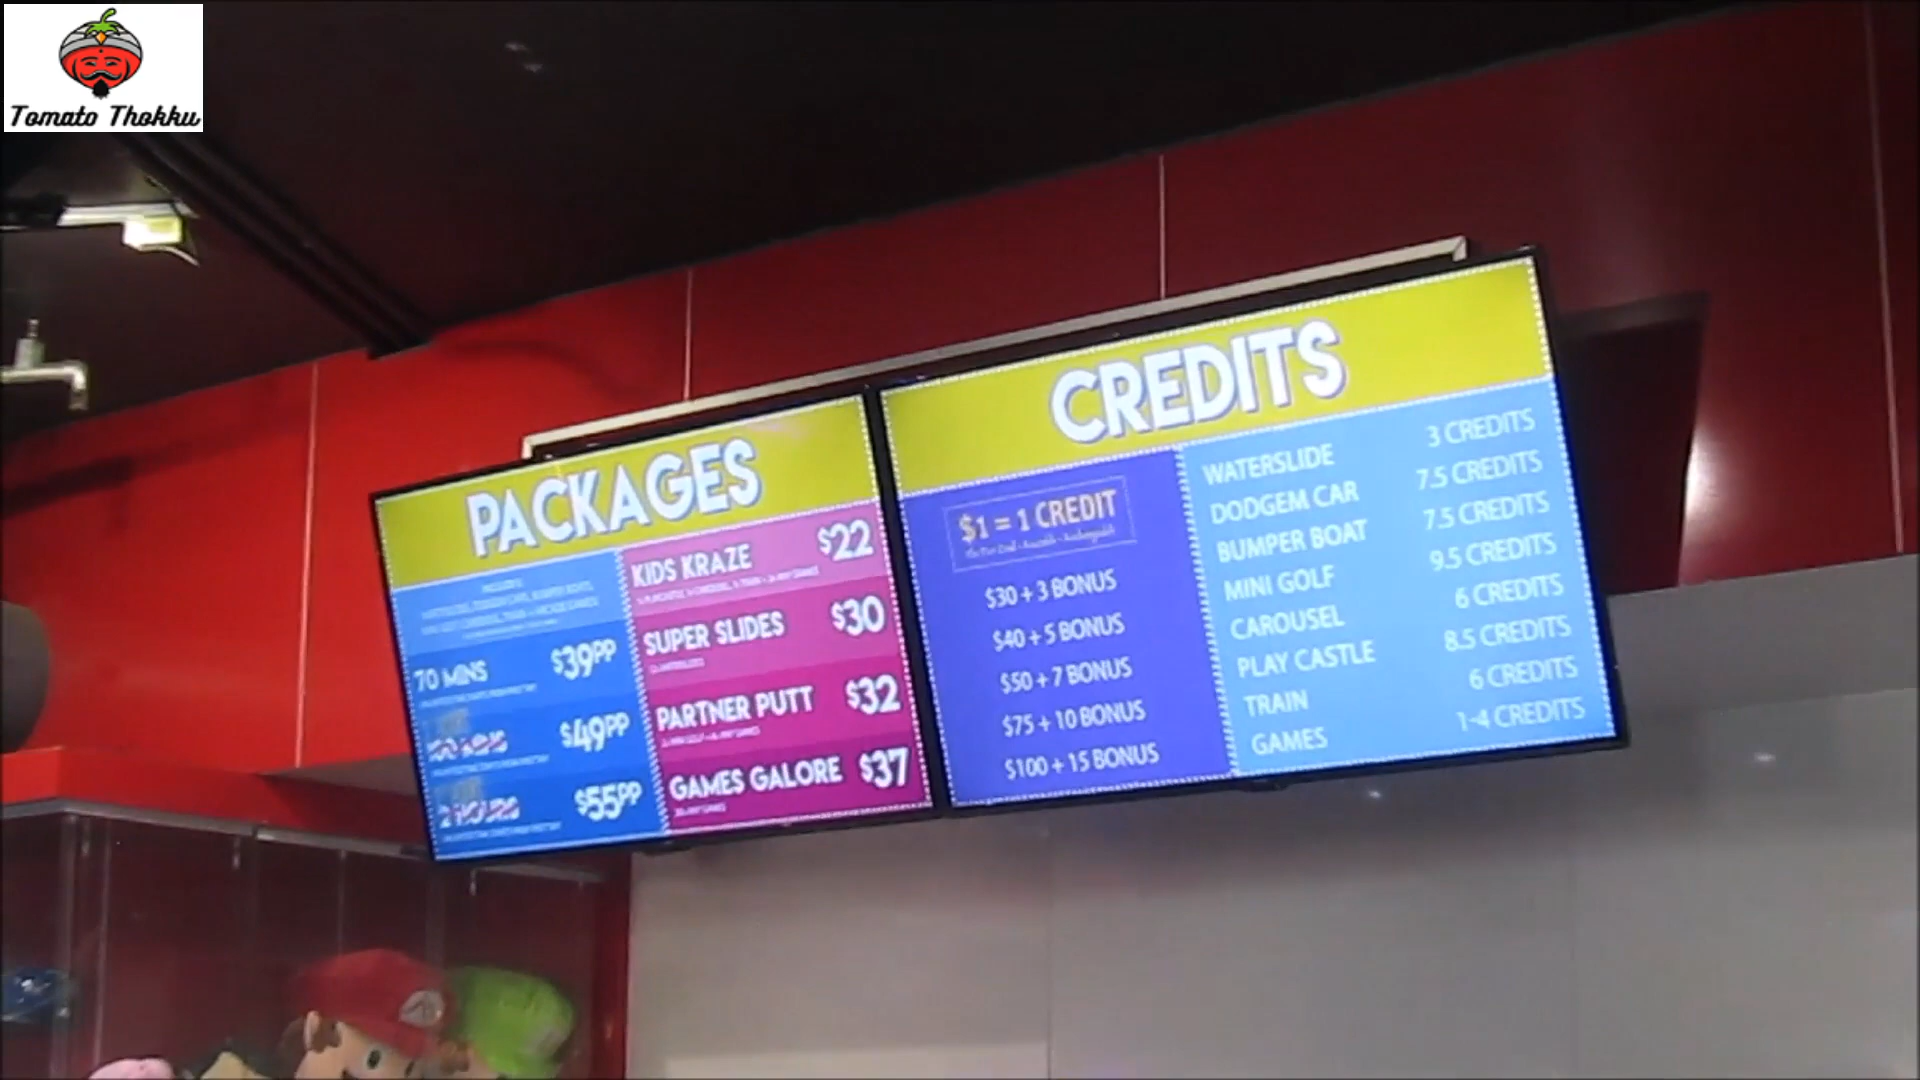 Tomato Thokku
PACKAGES
70 MINS $39PP
$49PP
2 HOURS $55PP
KIDS KRAZE $22
SUPER SLIDES $30
PARTNER PUTT $32
GAMES GALORE $37
CREDITS
$1 = 1 CREDIT
$30 + 3 BONUS
$40 + 5 BONUS
$50 + 7 BONUS
$75 + 10 BONUS
$100 + 15 BONUS
WATERSLIDE 3 CREDITS
DODGEM CAR 7.5 CREDITS
BUMPER BOAT 7.5 CREDITS
MINI GOLF 9.5 CREDITS
CAROUSEL 6 CREDITS
PLAY CASTLE 8.5 CREDITS
TRAIN 6 CREDITS
GAMES 1-4 CREDITS